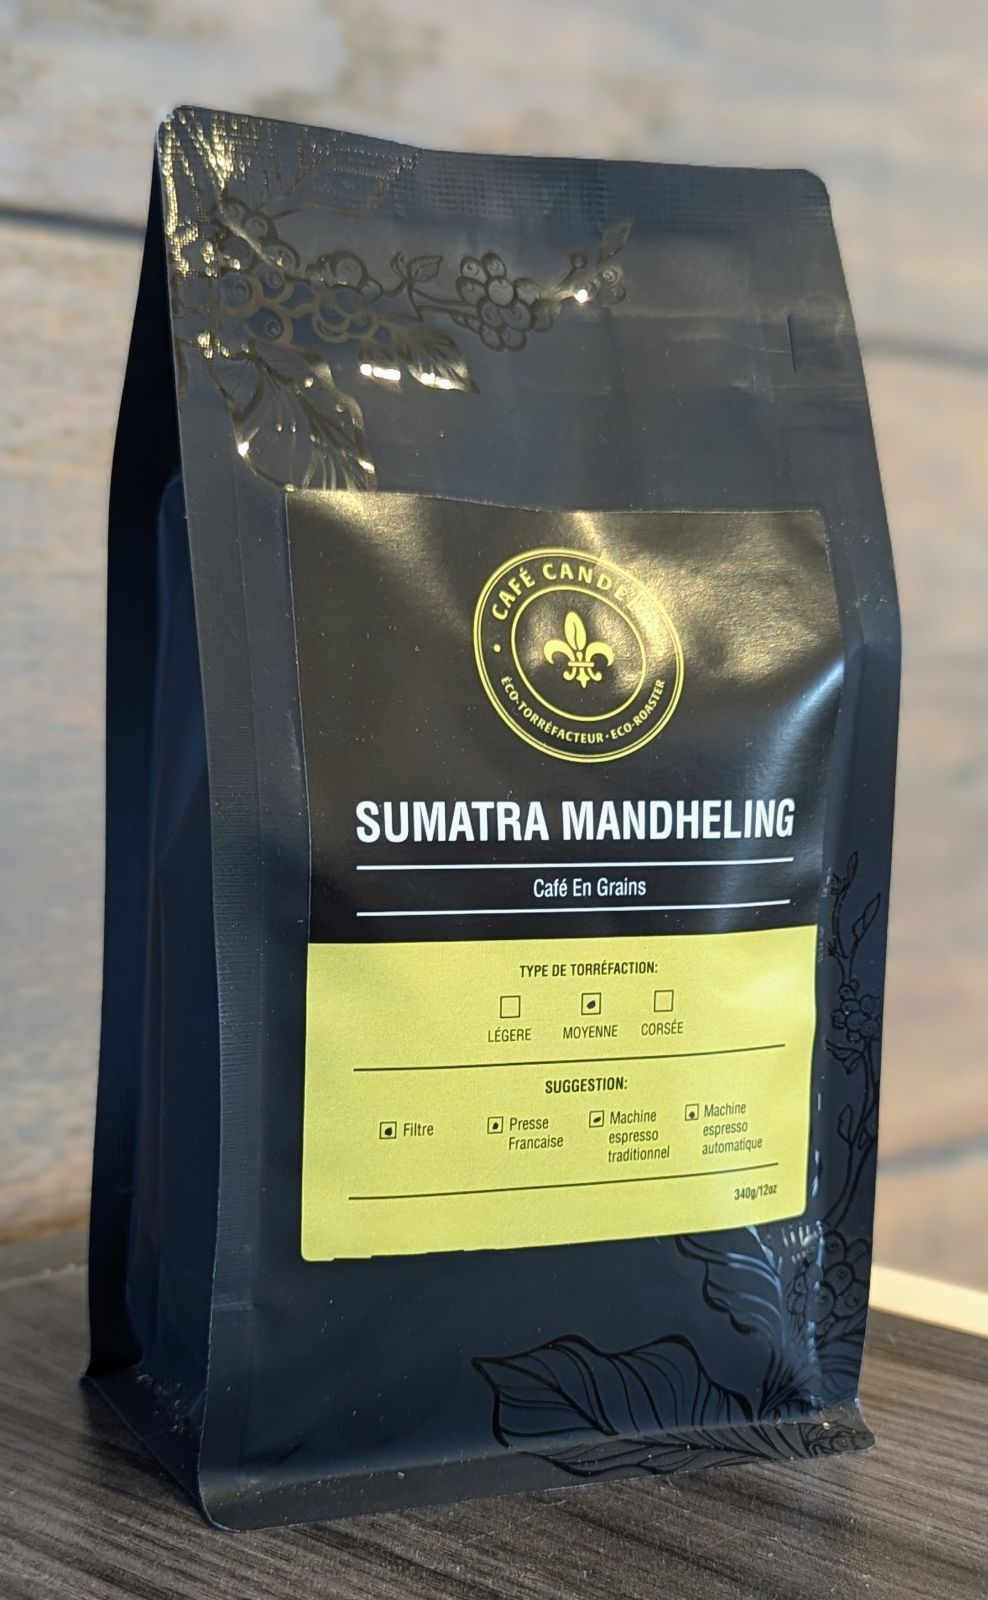 CAFÉ
ÉCO-TORRÉFACTEUR · ECO-ROASTER
SUMATRA MANDHELING
Café En Grains
TYPE DE TORRÉFACTION:
LÉGERE MOYENNE CORSÉE
SUGGESTION:
Filtre
Presse
Francaise
Machine
espresso
traditionnel
Machine
espresso
automatique
340g/12oz